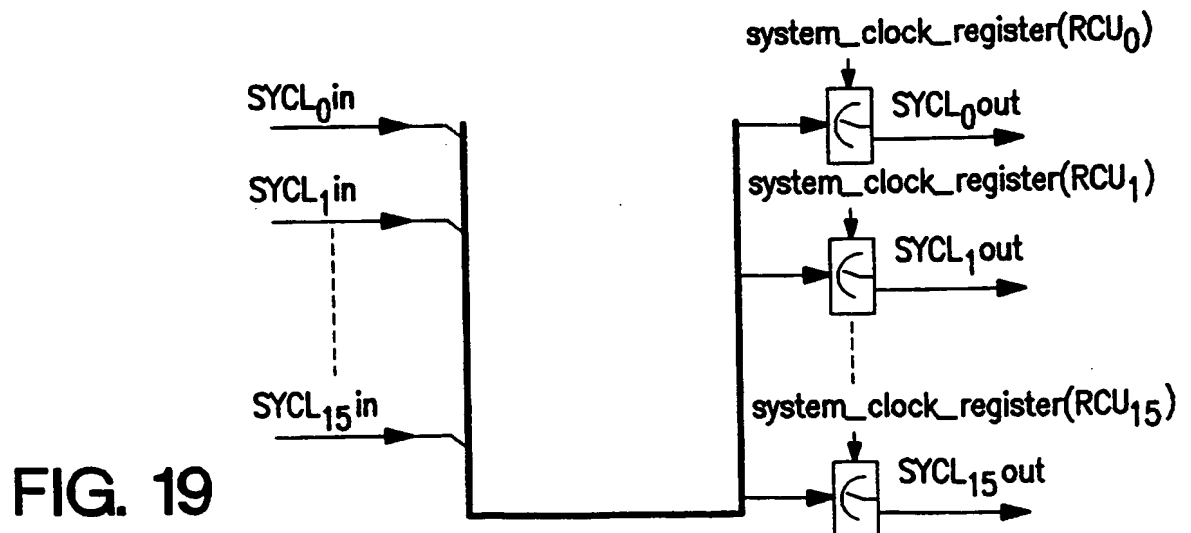 system_clock_register(RCU0)
SYCL0in
SYCL0out
system_clock_register(RCU1)
SYCL1in
SYCL1out
system_clock_register(RCU15)
SYCL15in
SYCL15out
FIG. 19